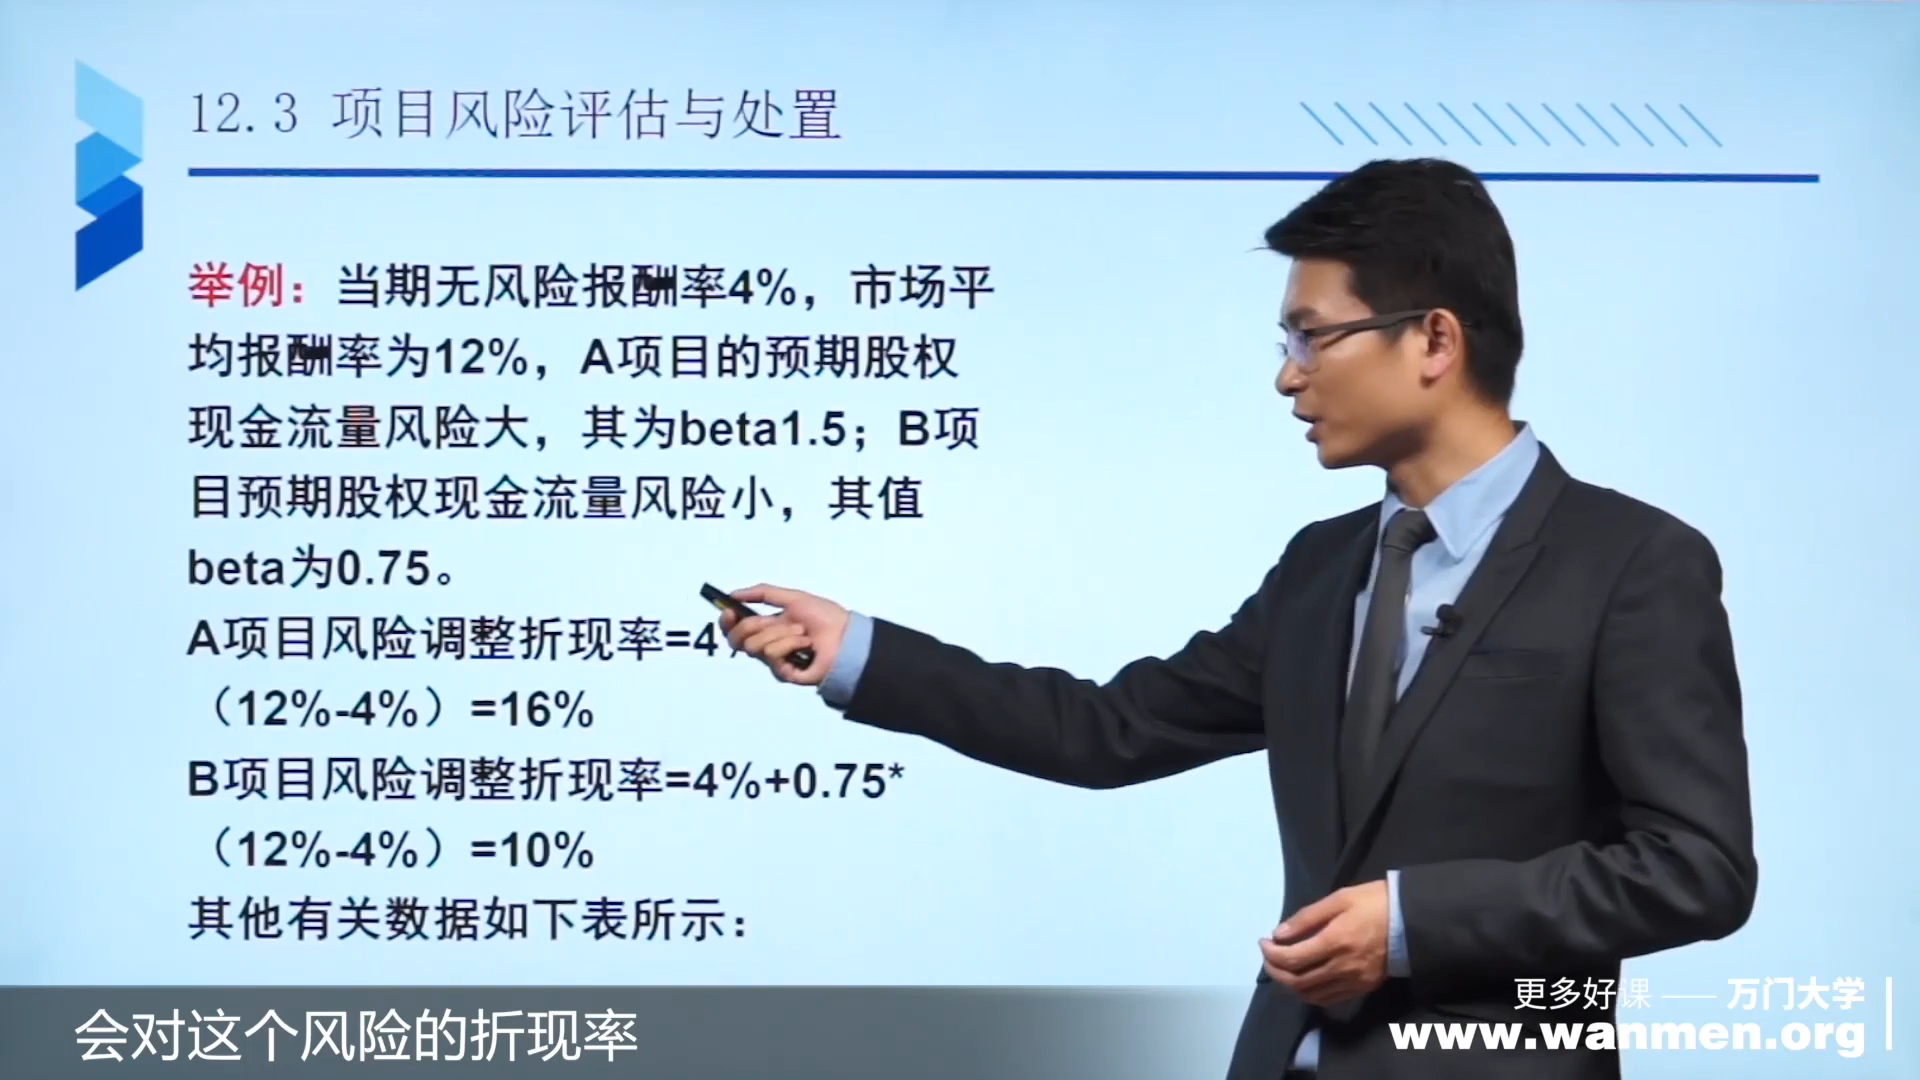 12.3 项目风险评估与处置
举例：当期无风险报酬率4%，市场平
均报酬率为12%，A项目的预期股权
现金流量风险大，其为beta1.5；B项
目预期股权现金流量风险小，其值
beta为0.75。
A项目风险调整折现率=4
（12%-4%）=16%
B项目风险调整折现率=4%+0.75*
（12%-4%）=10%
其他有关数据如下表所示：
会对这个风险的折现率
更多好课 —— 万门大学
www.wanmen.org